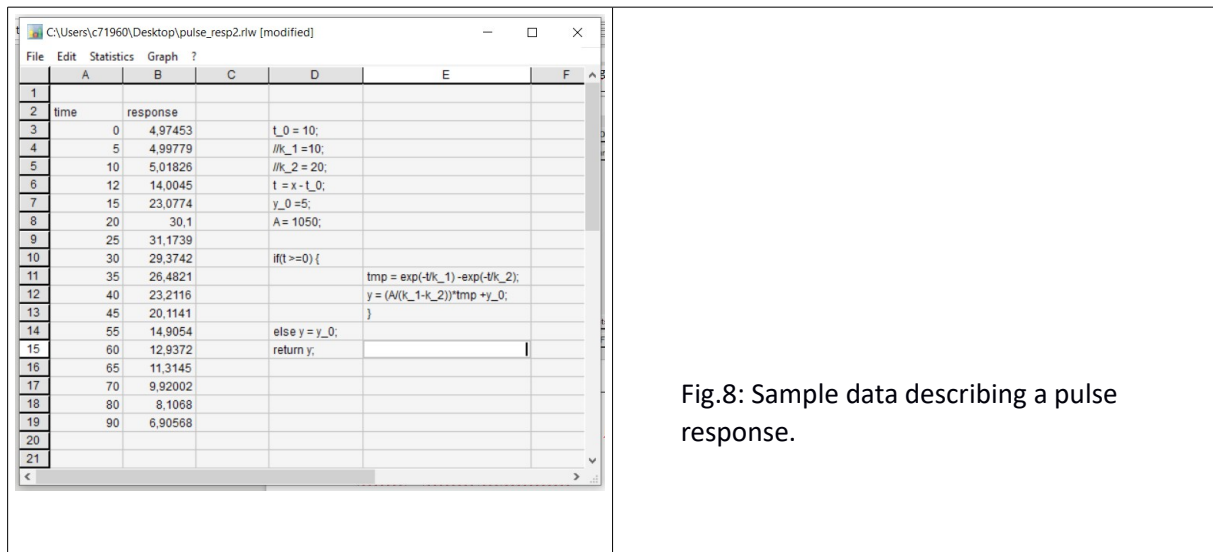 C:\Users\c71960\Desktop\pulse_resp2.rlw [modified]
File Edit Statistics Graph ?
A B C D E F
1
2 time response
3 0 4,97453 t_0 = 10;
4 5 4,99779 //k_1 =10;
5 10 5,01826 //k_2 = 20;
6 12 14,0045 t = x - t_0;
7 15 23,0774 y_0 =5;
8 20 30,1 A = 1050;
9 25 31,1739
10 30 29,3742 if(t >=0) {
11 35 26,4821 tmp = exp(-t/k_1) -exp(-t/k_2);
12 40 23,2116 y = (A/(k_1-k_2))*tmp +y_0;
13 45 20,1141 }
14 55 14,9054 else y = y_0;
15 60 12,9372 return y;
16 65 11,3145
17 70 9,92002
18 80 8,1068
19 90 6,90568
20
21
Fig.8: Sample data describing a pulse
response.